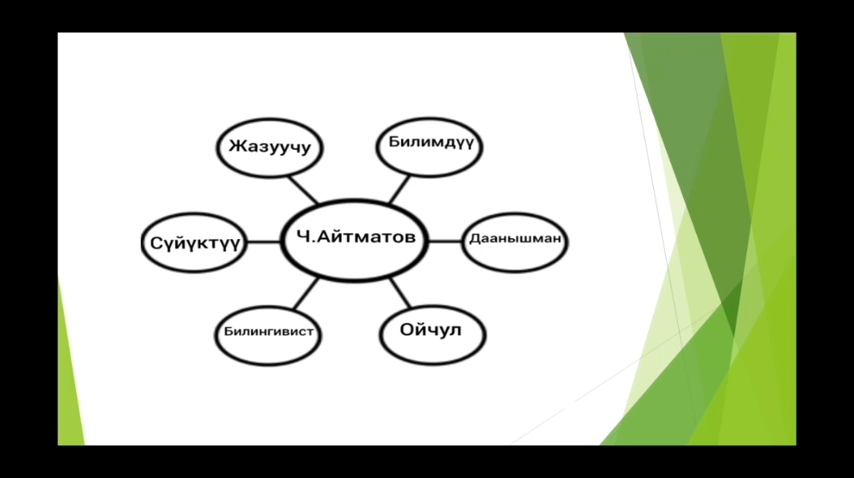 Жазуучу
Билимдүү
Сүйүктүү
Ч.Айтматов
Даанышман
Билингивист
Ойчул